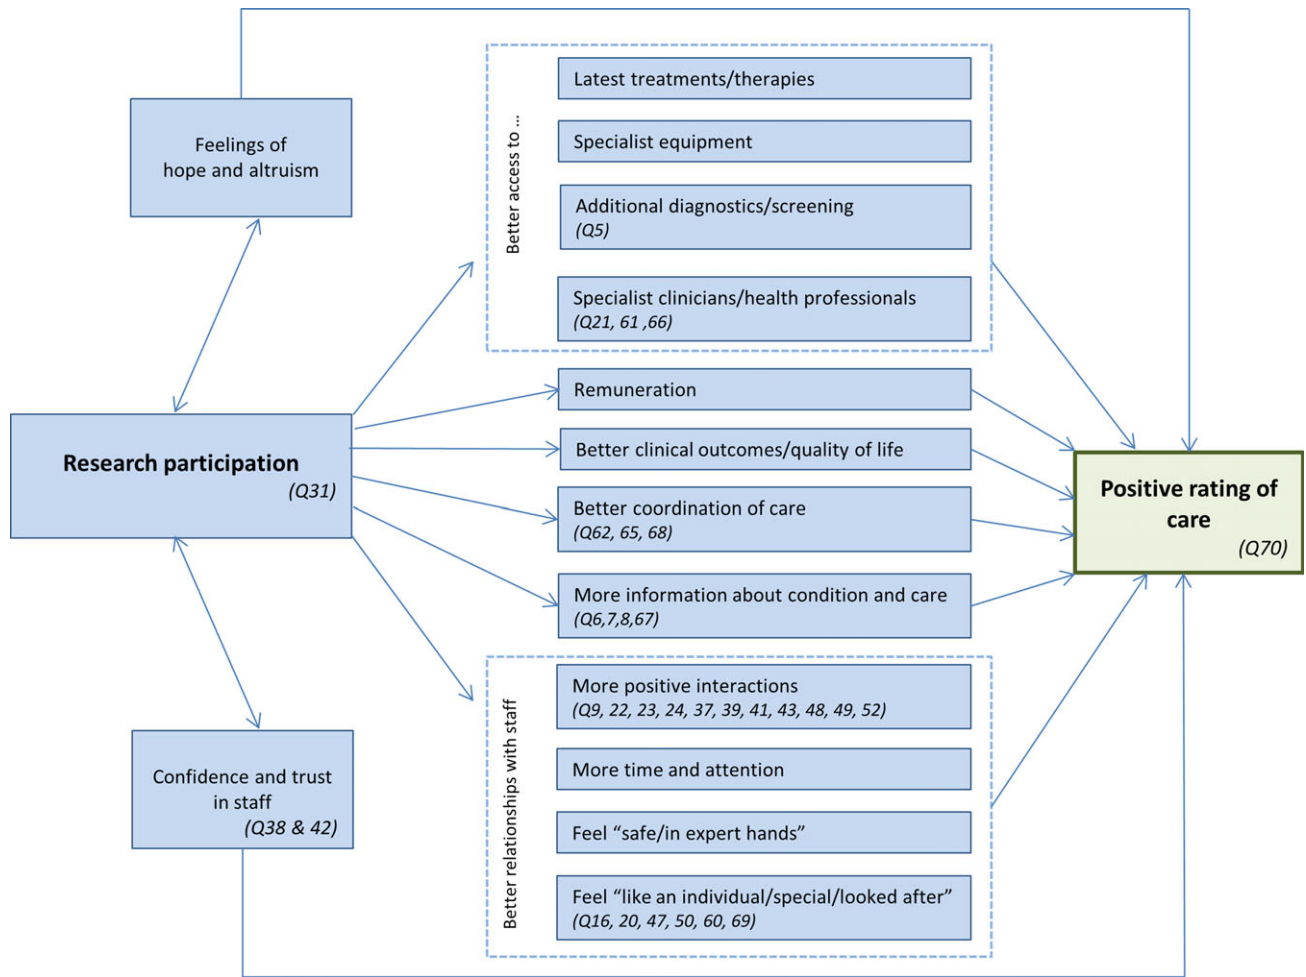 Feelings of
hope and altruism
Research participation
(Q31)
Confidence and trust
in staff
(Q38 & 42)
Better access to ...
Latest treatments/therapies
Specialist equipment
Additional diagnostics/screening
(Q5)
Specialist clinicians/health professionals
(Q21, 61 ,66)
Remuneration
Better clinical outcomes/quality of life
Better coordination of care
(Q62, 65, 68)
More information about condition and care
(Q6,7,8,67)
Better relationships with staff
More positive interactions
(Q9, 22, 23, 24, 37, 39, 41, 43, 48, 49, 52)
More time and attention
Feel “safe/in expert hands”
Feel “like an individual/special/looked after”
(Q16, 20, 47, 50, 60, 69)
Positive rating of
care
(Q70)